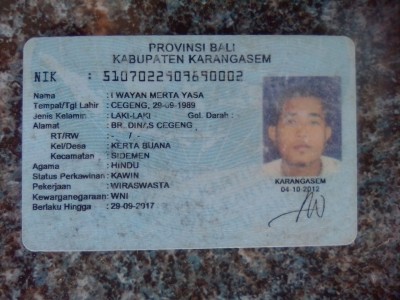 PROVINSI BALI
KABUPATEN KARANGASEM
NIK : 5107022909690002
Nama : I WAYAN MERTA YASA
Tempat/Tgl Lahir : CEGENG, 29-09-1989
Jenis Kelamin : LAKI-LAKI Gol. Darah :
Alamat : BR. DINAS CEGENG
RT/RW : - / -
Kel/Desa : KERTA BUANA
Kecamatan : SIDEMEN
Agama : HINDU
Status Perkawinan : KAWIN
Pekerjaan : WIRASWASTA
Kewarganegaraan : WNI
Berlaku Hingga : 29-09-2017
KARANGASEM
04-10-2012